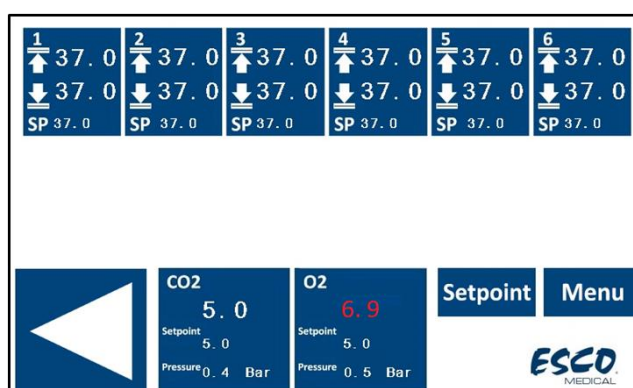 1 2 3 4 5 6
37.0 37.0 37.0 37.0 37.0 37.0
37.0 37.0 37.0 37.0 37.0 37.0
SP 37.0 SP 37.0 SP 37.0 SP 37.0 SP 37.0 SP 37.0
CO2
5.0
Setpoint
5.0
Pressure 0.4 Bar
O2
6.9
Setpoint
5.0
Pressure 0.5 Bar
Setpoint
Menu
ESCO
MEDICAL